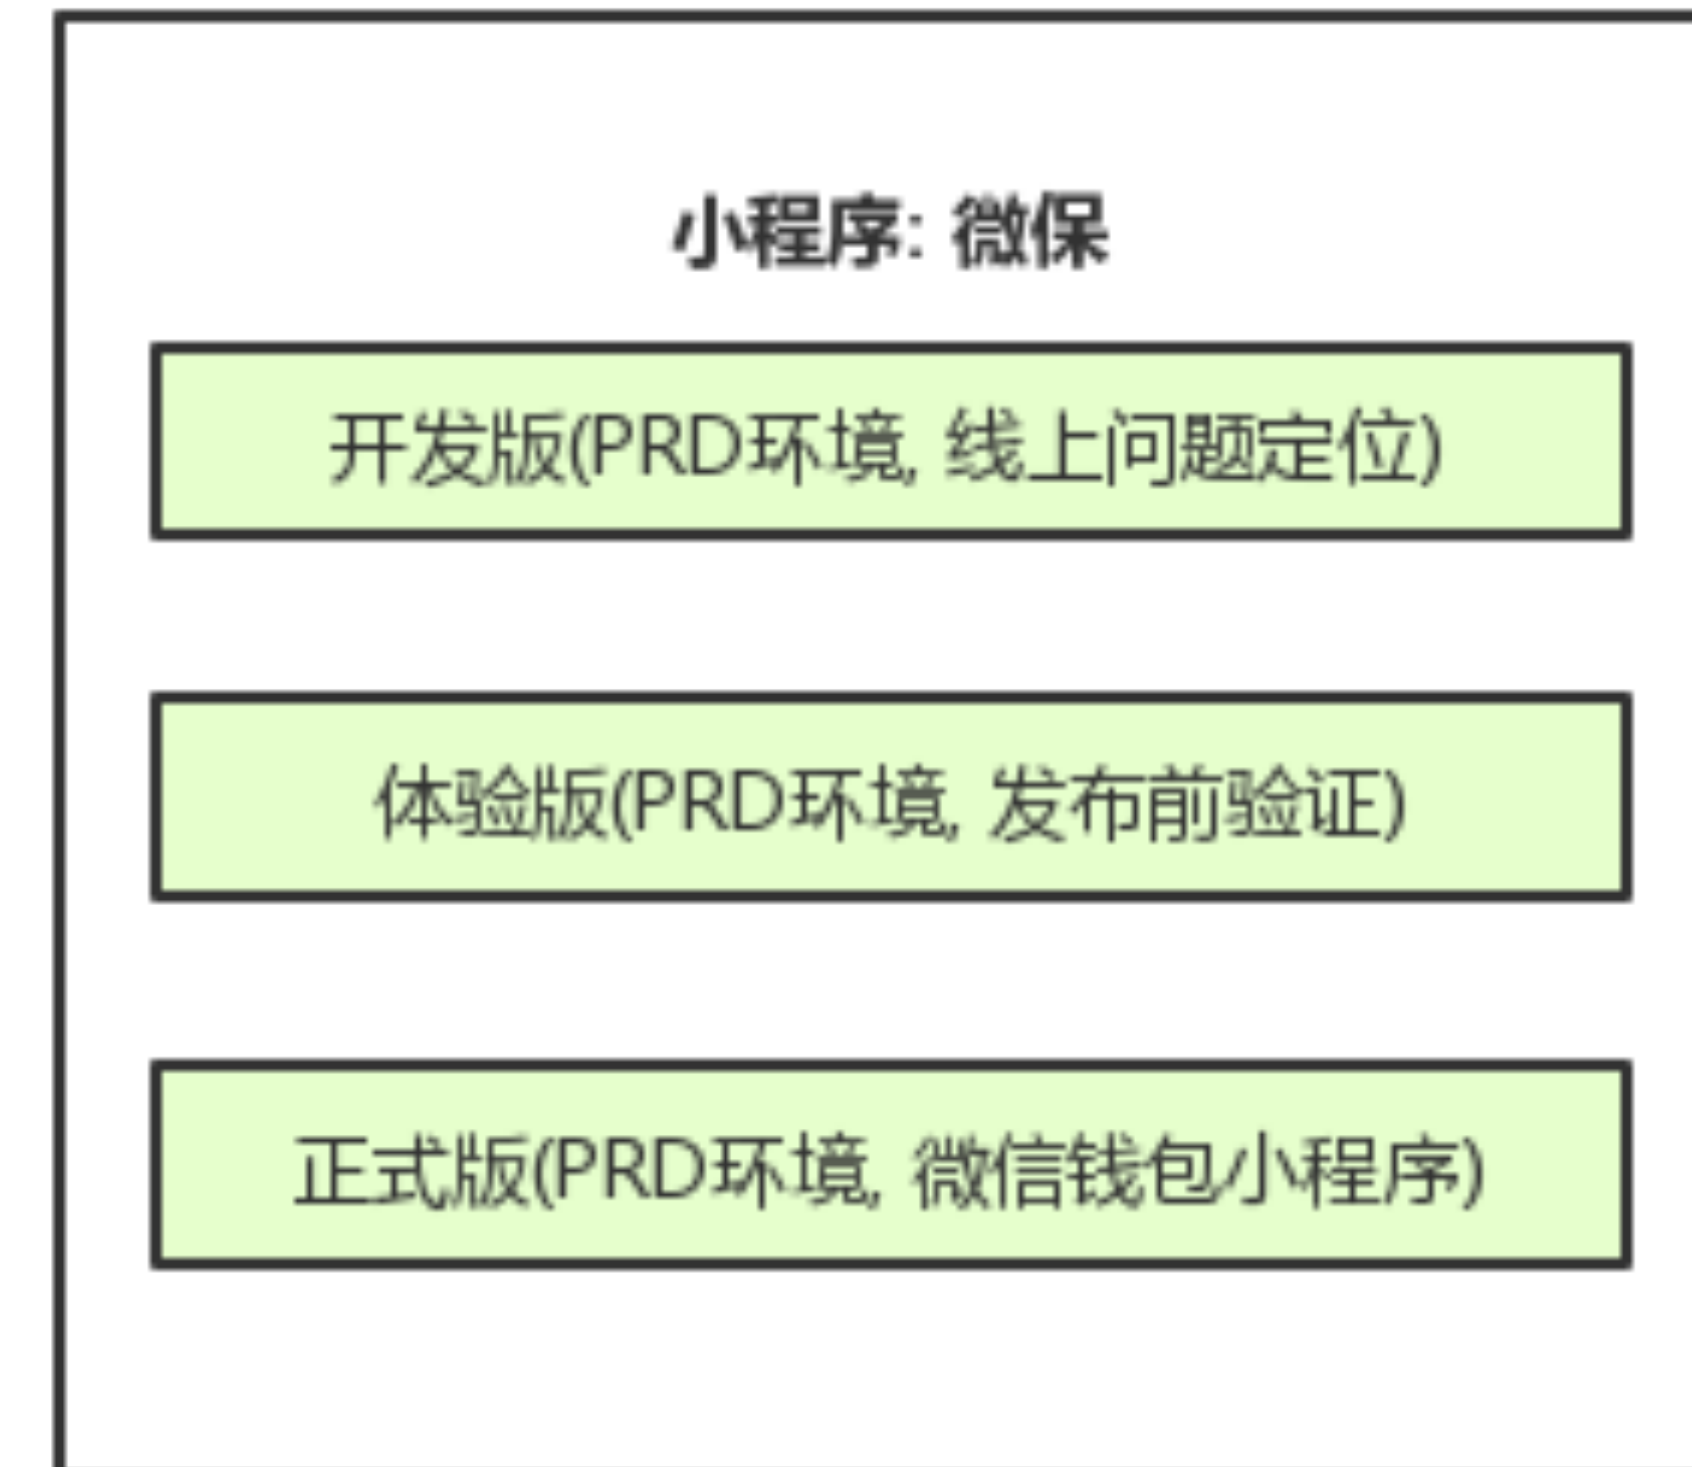 小程序: 微保
开发版(PRD环境, 线上问题定位)
体验版(PRD环境, 发布前验证)
正式版(PRD环境, 微信钱包小程序)